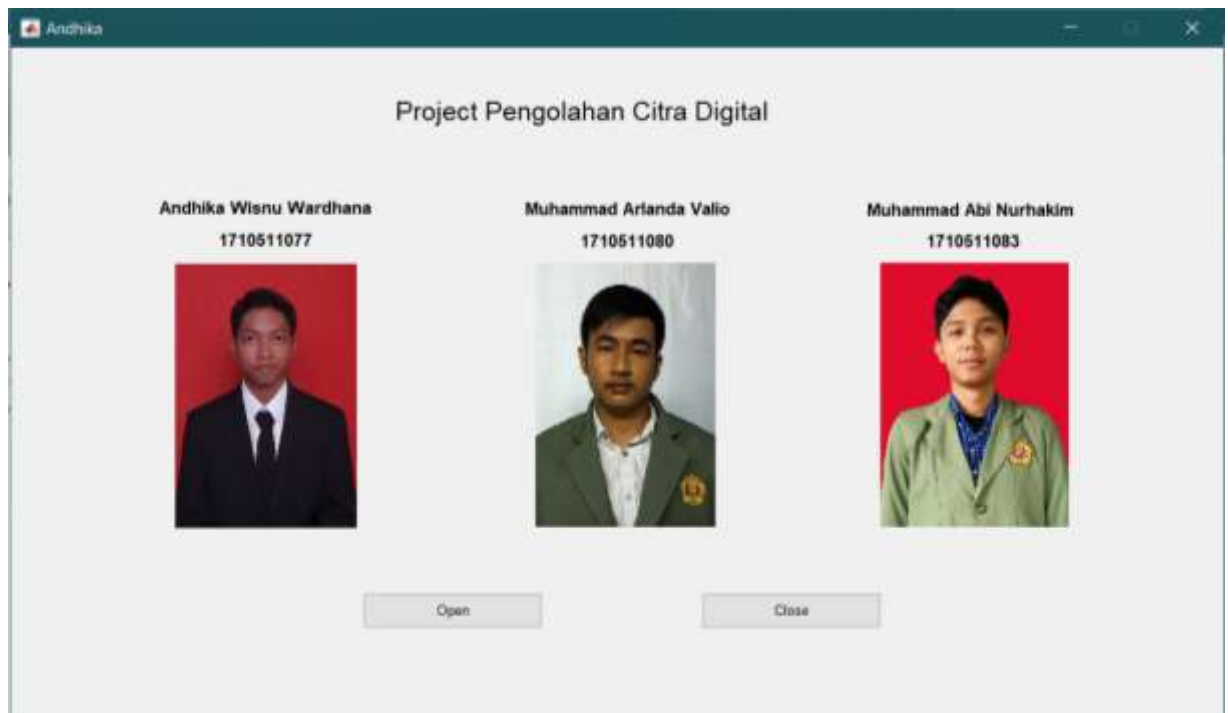 Andhika
Project Pengolahan Citra Digital
Andhika Wisnu Wardhana
1710511077
Muhammad Arlanda Valio
1710511080
Muhammad Abi Nurhakim
1710511083
Open
Close